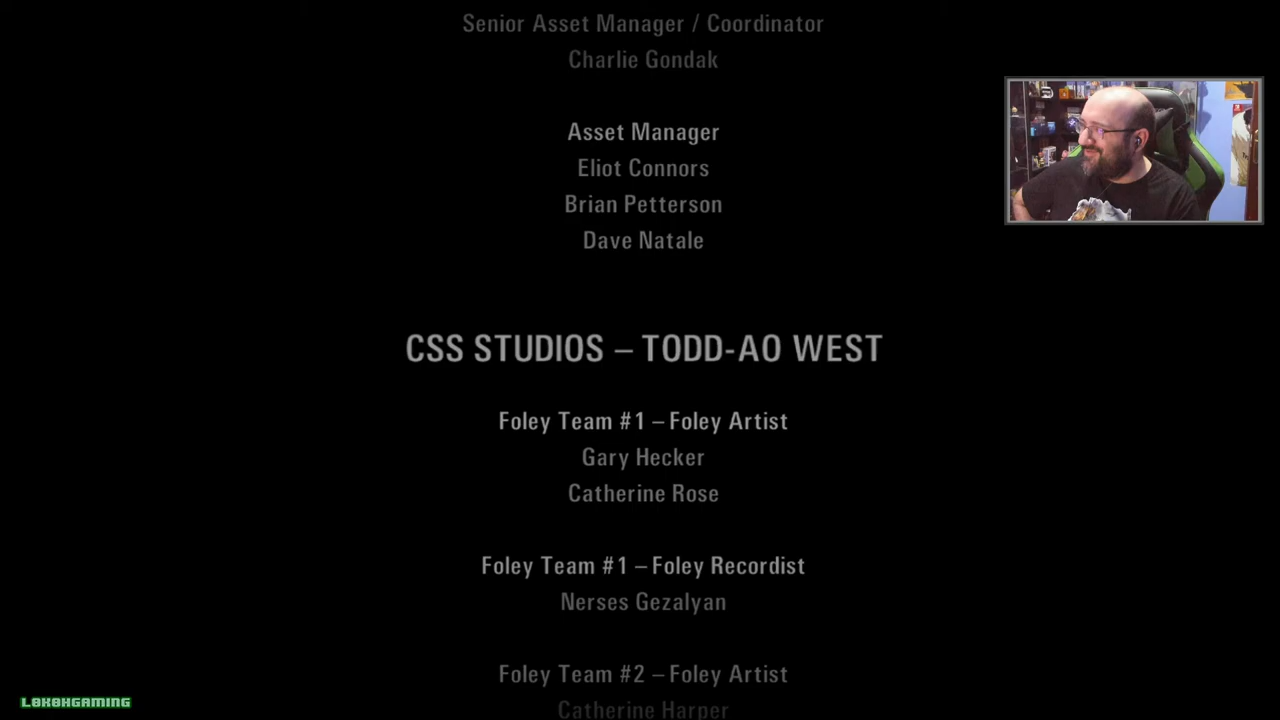 Senior Asset Manager / Coordinator
Charlie Gondak
Asset Manager
Eliot Connors
Brian Petterson
Dave Natale
CSS STUDIOS – TODD-AO WEST
Foley Team #1 – Foley Artist
Gary Hecker
Catherine Rose
Foley Team #1 – Foley Recordist
Nerses Gezalyan
Foley Team #2 – Foley Artist
Catherine Harper
L0K0HGAMING